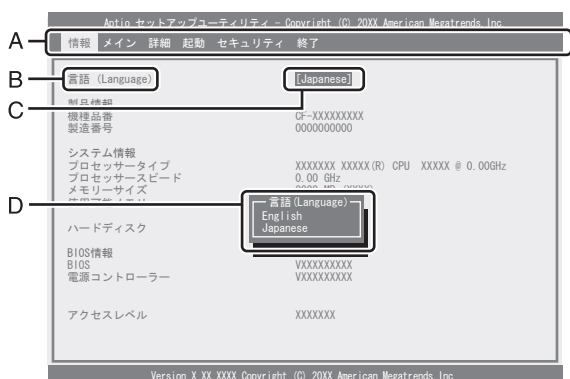 Aptio セットアップユーティリティ - Copyright (C) 20XX American Megatrends Inc
A
情報 メイン 詳細 起動 セキュリティ 終了
B
言語 (Language) [Japanese]
C
製品情報
機種品番 CF-XXXXXXXXX
製造番号 0000000000
システム情報
プロセッサータイプ XXXXXXX XXXXX(R) CPU XXXXX @ 0.00GHz
プロセッサースピード 0.00 GHz
メモリーサイズ 0000 MB (XXXX)
D
言語(Language)
English
Japanese
ハードディスク
BIOS情報
BIOS VXXXXXXXXX
電源コントローラー VXXXXXXXXX
アクセスレベル XXXXXXX
Version X.XX.XXXX Copyright (C) 20XX American Megatrends Inc